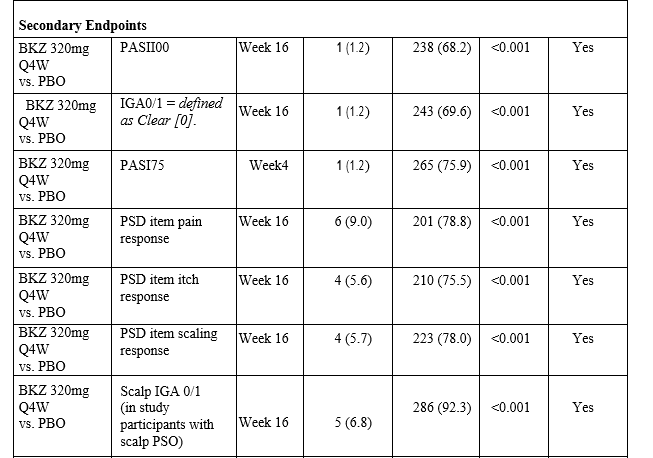 Secondary Endpoints
BKZ 320mg
Q4W
vs. PBO
PASII00
Week 16
1 (1.2)
238 (68.2)
<0.001
Yes
BKZ 320mg
Q4W
vs. PBO
IGA0/1 = defined
as Clear [0].
Week 16
1 (1.2)
243 (69.6)
<0.001
Yes
BKZ 320mg
Q4W
vs. PBO
PASI75
Week4
1 (1.2)
265 (75.9)
<0.001
Yes
BKZ 320mg
Q4W
vs. PBO
PSD item pain
response
Week 16
6 (9.0)
201 (78.8)
<0.001
Yes
BKZ 320mg
Q4W
vs. PBO
PSD item itch
response
Week 16
4 (5.6)
210 (75.5)
<0.001
Yes
BKZ 320mg
Q4W
vs. PBO
PSD item scaling
response
Week 16
4 (5.7)
223 (78.0)
<0.001
Yes
BKZ 320mg
Q4W
vs. PBO
Scalp IGA 0/1
(in study
participants with
scalp PSO)
Week 16
5 (6.8)
286 (92.3)
<0.001
Yes